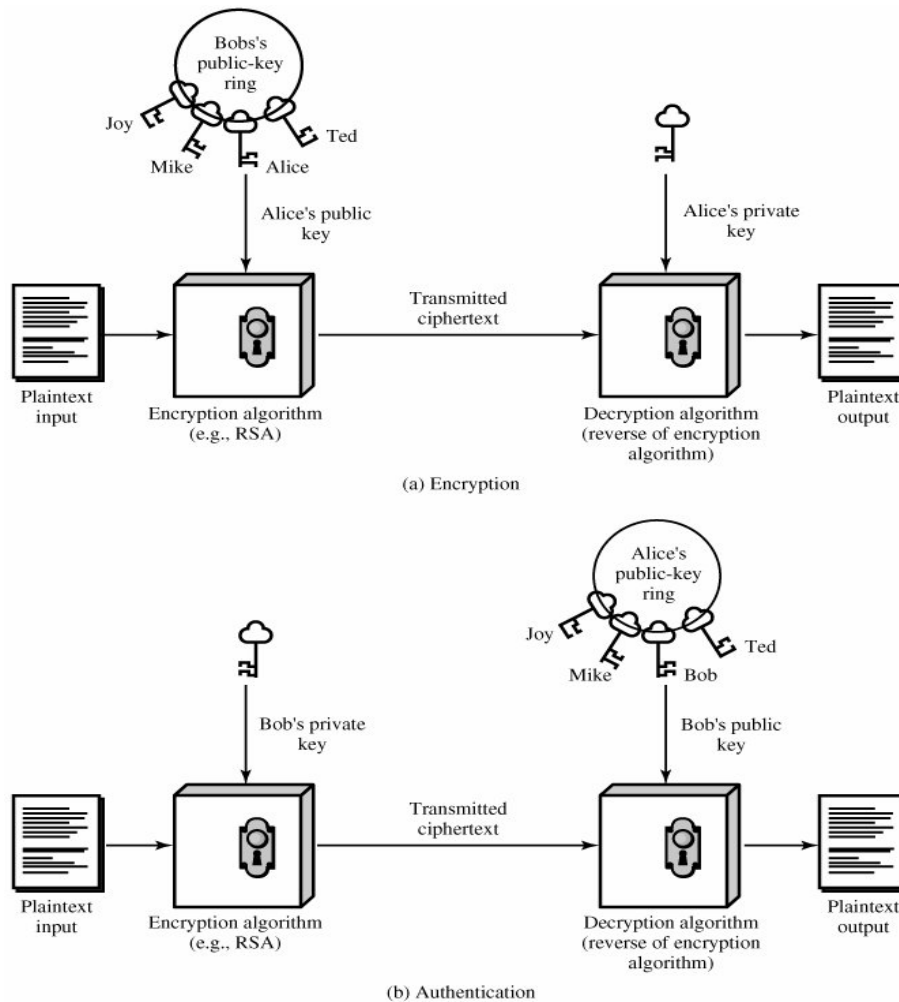 Bobs's
public-key
ring
Joy
Mike
Alice
Ted
Alice's public
key
Alice's private
key
Transmitted
ciphertext
Plaintext
input
Encryption algorithm
(e.g., RSA)
Decryption algorithm
(reverse of encryption
algorithm)
Plaintext
output
(a) Encryption
Alice's
public-key
ring
Joy
Mike
Bob
Ted
Bob's private
key
Bob's public
key
Transmitted
ciphertext
Plaintext
input
Encryption algorithm
(e.g., RSA)
Decryption algorithm
(reverse of encryption
algorithm)
Plaintext
output
(b) Authentication